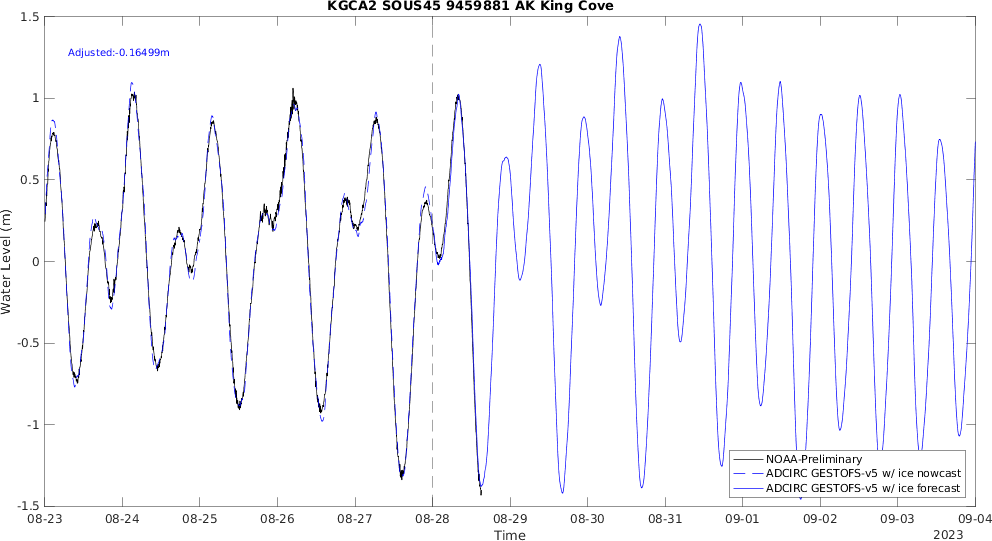 KGCA2 SOUS45 9459881 AK King Cove
Adjusted:-0.16499m
Water Level (m)
1.5
1
0.5
0
-0.5
-1
-1.5
NOAA-Preliminary
ADCIRC GESTOFS-v5 w/ ice nowcast
ADCIRC GESTOFS-v5 w/ ice forecast
08-23 08-24 08-25 08-26 08-27 08-28 08-29 08-30 08-31 09-01 09-02 09-03 09-04
Time
2023